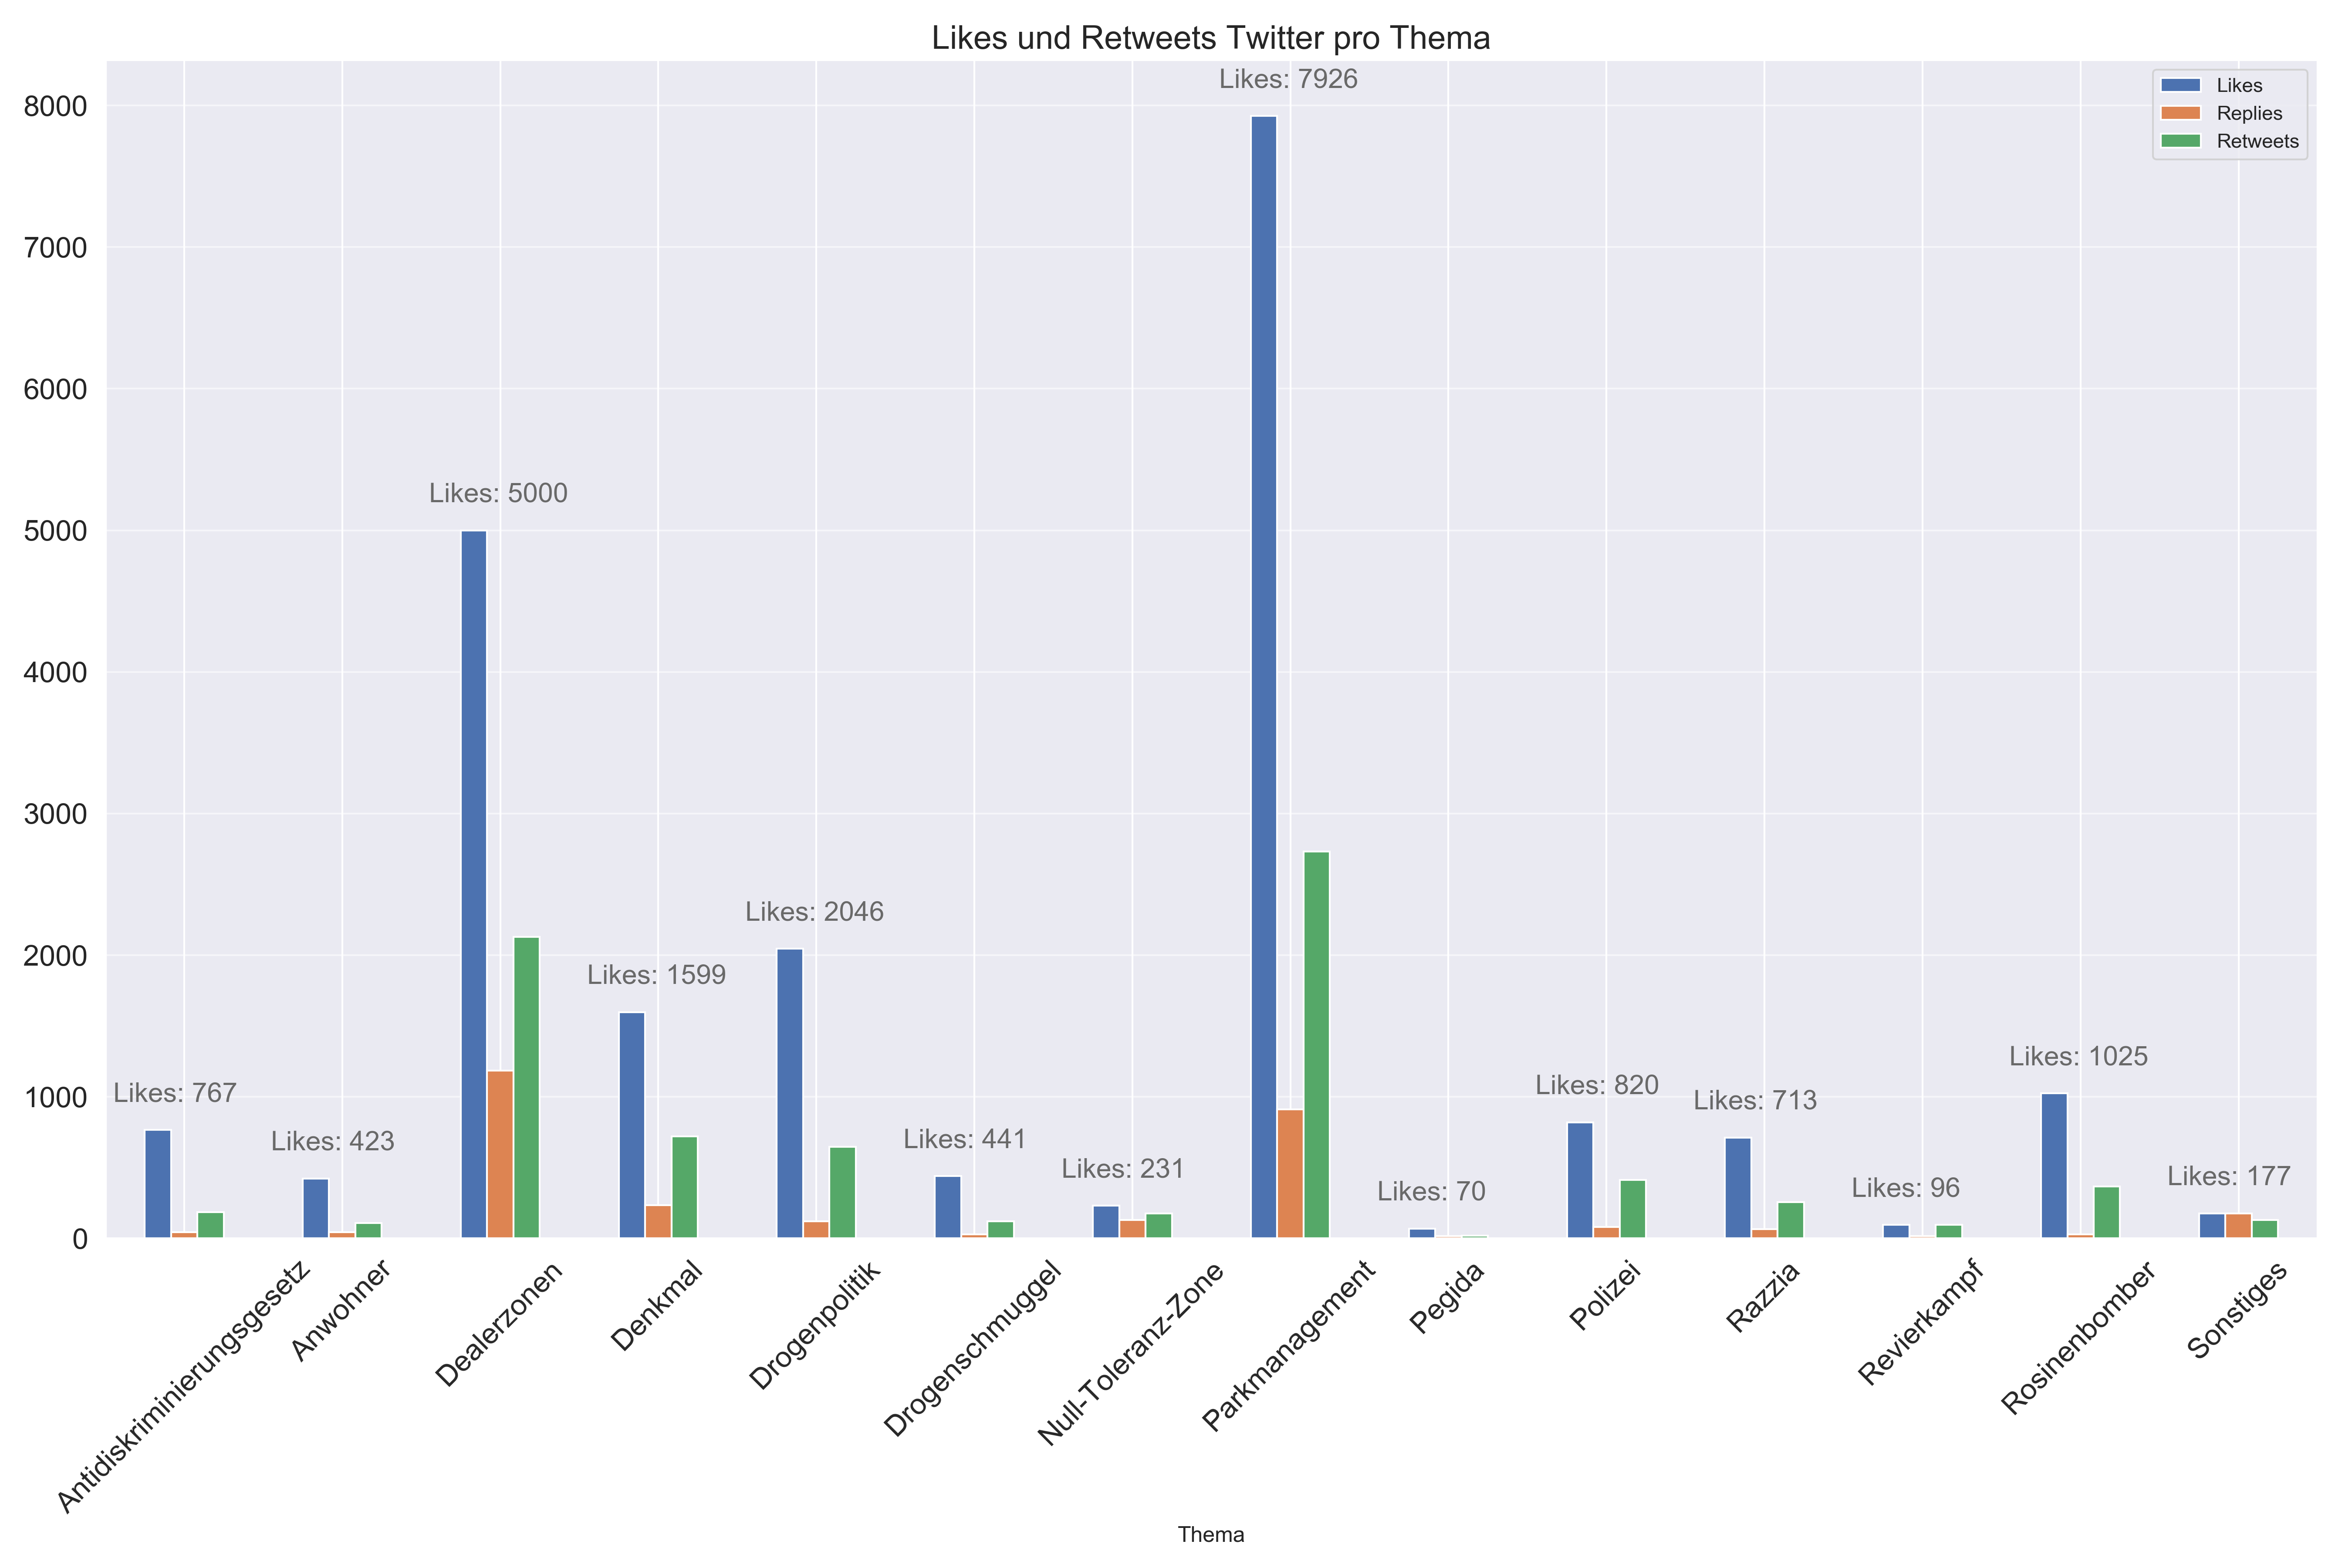 Likes und Retweets Twitter pro Thema
Likes
Replies
Retweets
8000
7000
6000
5000
4000
3000
2000
1000
0
Likes: 767
Likes: 423
Likes: 5000
Likes: 1599
Likes: 2046
Likes: 441
Likes: 231
Likes: 7926
Likes: 70
Likes: 820
Likes: 713
Likes: 96
Likes: 1025
Likes: 177
Antidiskriminierungsgesetz
Anwohner
Dealerzonen
Denkmal
Drogenpolitik
Drogenschmuggel
Null-Toleranz-Zone
Parkmanagement
Pegida
Polizei
Razzia
Revierkampf
Rosinenbomber
Sonstiges
Thema